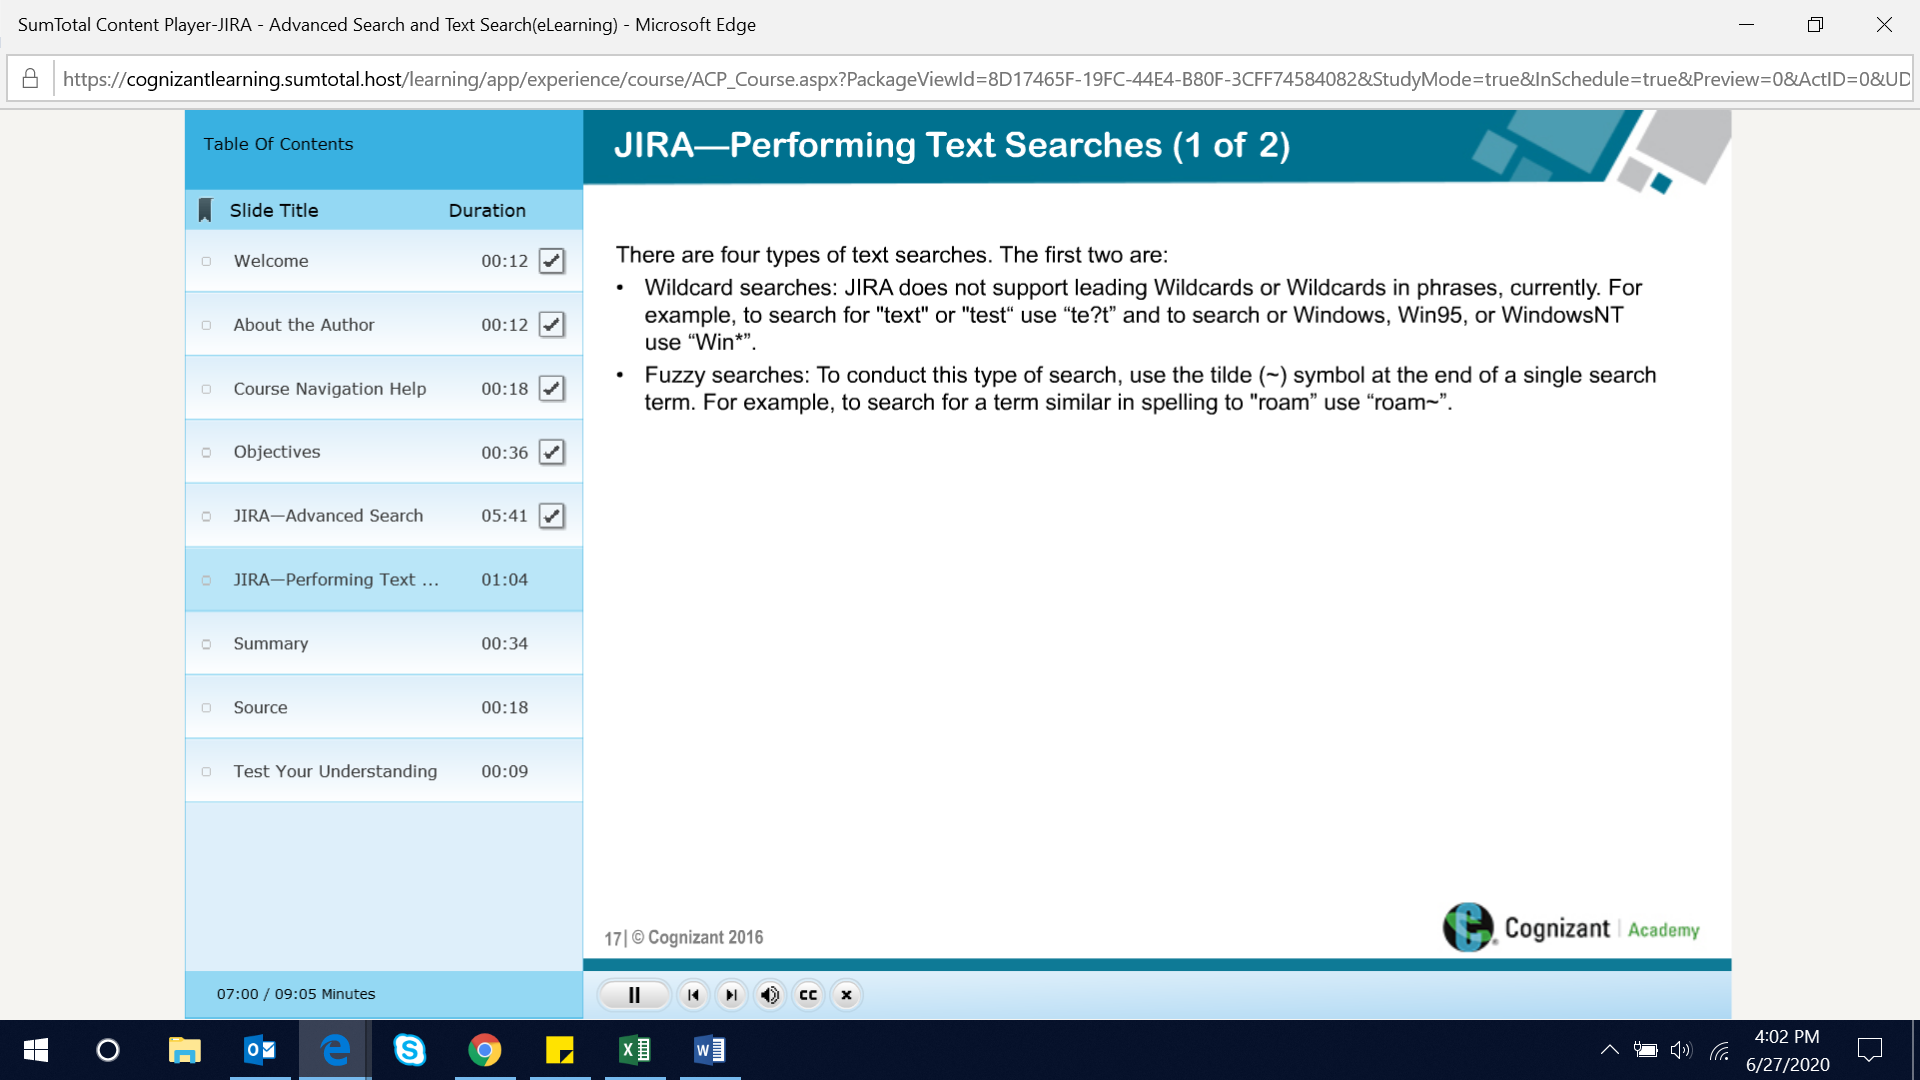 SumTotal Content Player-JIRA - Advanced Search and Text Search(eLearning) - Microsoft Edge
https://cognizantlearning.sumtotal.host/learning/app/experience/course/ACP_Course.aspx?PackageViewId=8D17465F-19FC-44E4-B80F-3CFF74584082&StudyMode=true&InSchedule=true&Preview=0&ActID=0&UD
Table Of Contents
Slide Title Duration
Welcome 00:12
About the Author 00:12
Course Navigation Help 00:18
Objectives 00:36
JIRA—Advanced Search 05:41
JIRA—Performing Text ... 01:04
Summary 00:34
Source 00:18
Test Your Understanding 00:09
07:00 / 09:05 Minutes
JIRA—Performing Text Searches (1 of 2)
There are four types of text searches. The first two are:
• Wildcard searches: JIRA does not support leading Wildcards or Wildcards in phrases, currently. For
example, to search for "text" or "test“ use “te?t” and to search or Windows, Win95, or WindowsNT
use “Win*”.
• Fuzzy searches: To conduct this type of search, use the tilde (~) symbol at the end of a single search
term. For example, to search for a term similar in spelling to "roam” use “roam~”.
17| © Cognizant 2016
Cognizant | Academy
CC
4:02 PM
6/27/2020